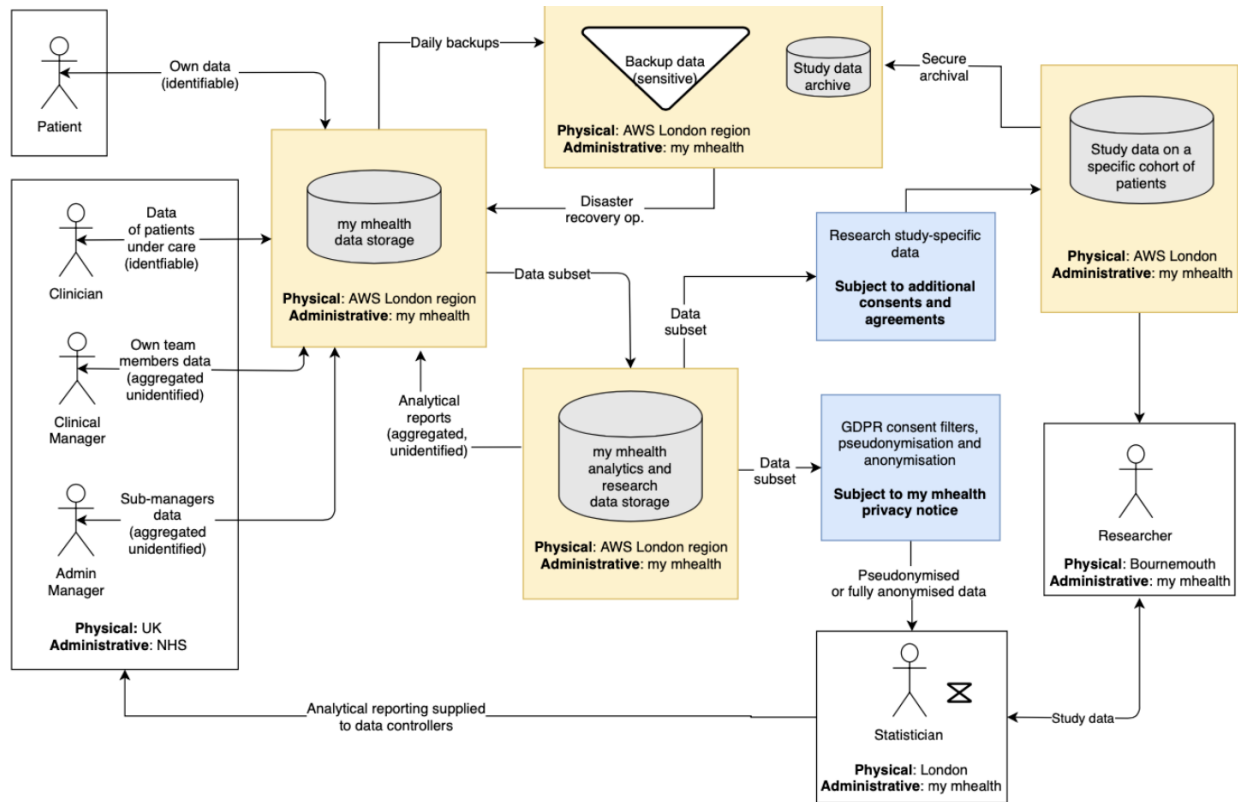 Patient
Own data
(identifiable)
Daily backups
Backup data
(sensitive)
Study data
archive
Physical: AWS London region
Administrative: my mhealth
Secure
archival
Study data on a
specific cohort of
patients
Physical: AWS London
Administrative: my mhealth
Clinician
Data
of patients
under care
(identfiable)
my mhealth
data storage
Physical: AWS London region
Administrative: my mhealth
Disaster
recovery op.
Data subset
Research study-specific
data
Subject to additional
consents and
agreements
Data
subset
Clinical
Manager
Own team
members data
(aggregated
unidentified)
Analytical
reports
(aggregated,
unidentified)
my mhealth
analytics and
research
data storage
Physical: AWS London region
Administrative: my mhealth
Data
subset
GDPR consent filters,
pseudonymisation and
anonymisation
Subject to my mhealth
privacy notice
Researcher
Physical: Bournemouth
Administrative: my mhealth
Admin
Manager
Sub-managers
data
(aggregated
unidentified)
Physical: UK
Administrative: NHS
Pseudonymised
or fully anonymised data
Statistician
Physical: London
Administrative: my mhealth
Study data
Analytical reporting supplied
to data controllers